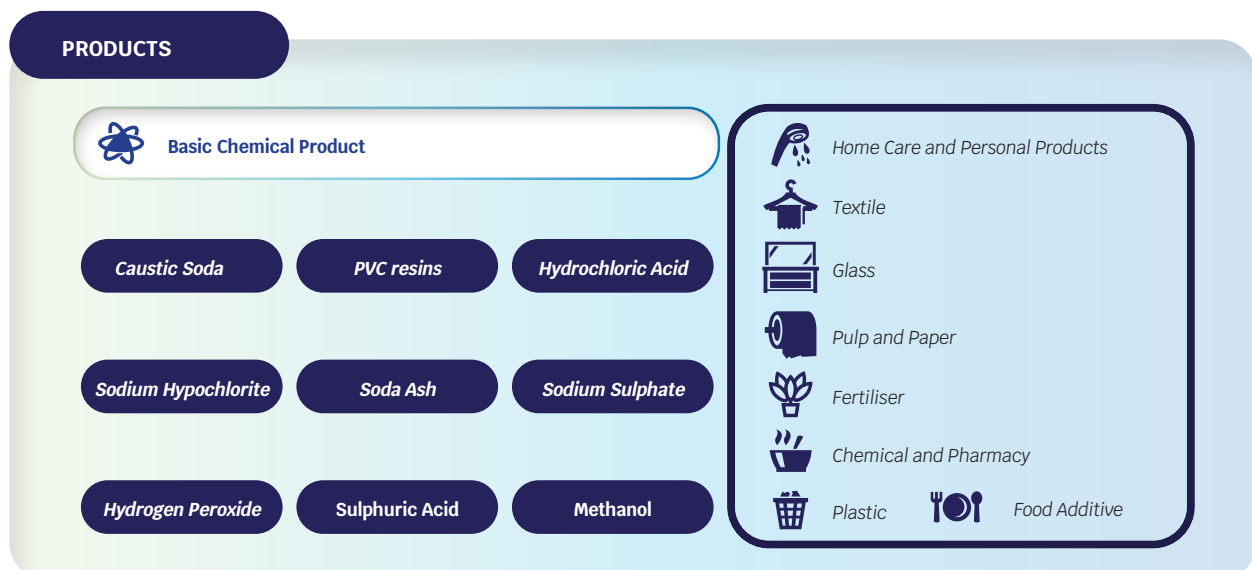 PRODUCTS
Basic Chemical Product
Caustic Soda
PVC resins
Hydrochloric Acid
Sodium Hypochlorite
Soda Ash
Sodium Sulphate
Hydrogen Peroxide
Sulphuric Acid
Methanol
Home Care and Personal Products
Textile
Glass
Pulp and Paper
Fertiliser
Chemical and Pharmacy
Plastic
Food Additive